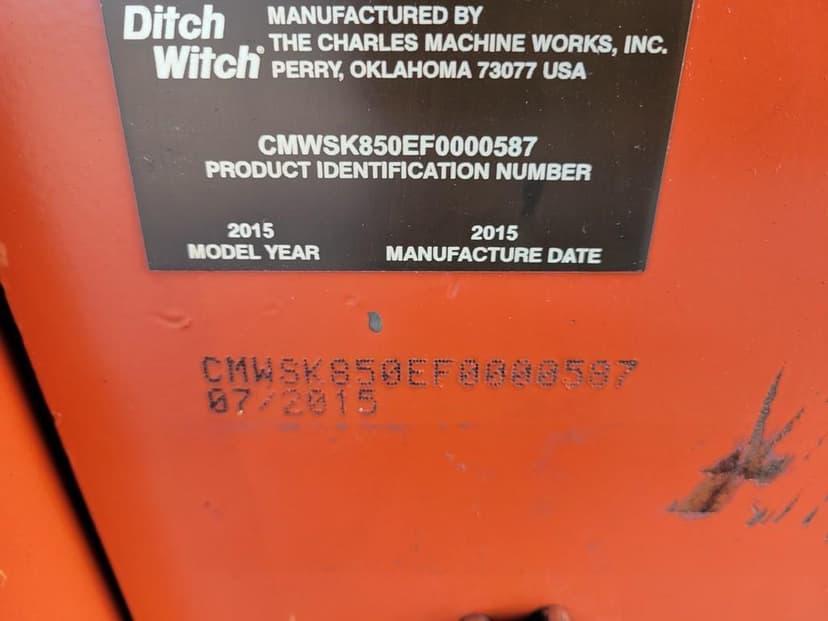 Ditch Witch®
MANUFACTURED BY
THE CHARLES MACHINE WORKS, INC.
PERRY, OKLAHOMA 73077 USA
CMWSK850EF0000587
PRODUCT IDENTIFICATION NUMBER
2015
MODEL YEAR
2015
MANUFACTURE DATE
CMWSK850EF0000587
07/2015